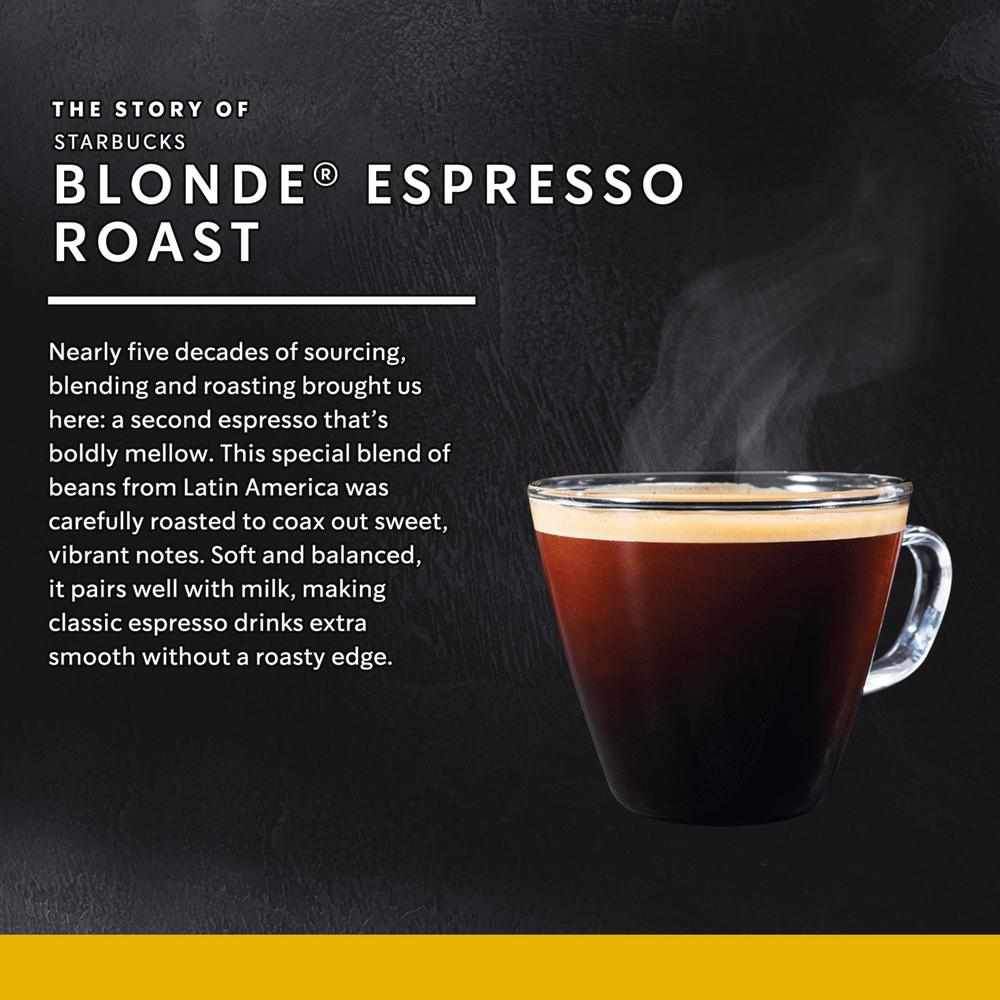 THE STORY OF
STARBUCKS
BLONDE® ESPRESSO
ROAST
Nearly five decades of sourcing,
blending and roasting brought us
here: a second espresso that’s
boldly mellow. This special blend of
beans from Latin America was
carefully roasted to coax out sweet,
vibrant notes. Soft and balanced,
it pairs well with milk, making
classic espresso drinks extra
smooth without a roasty edge.